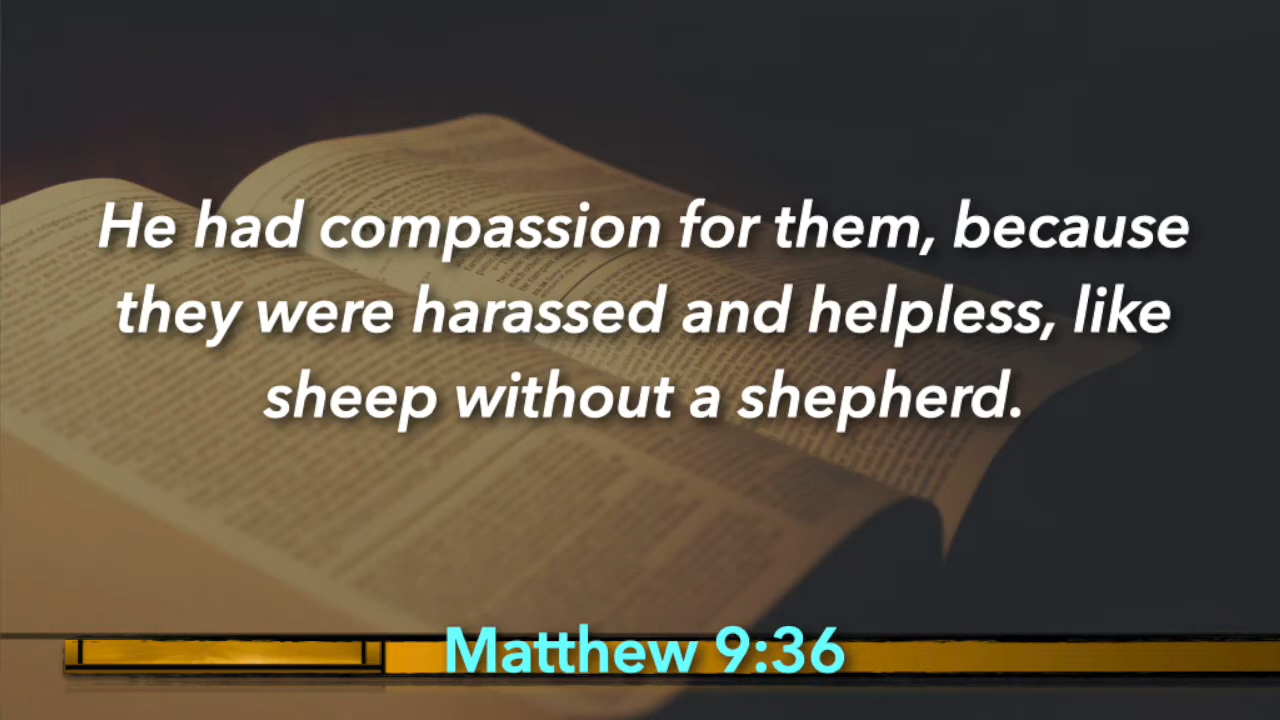 He had compassion for them, because
they were harassed and helpless, like
sheep without a shepherd.
Matthew 9:36